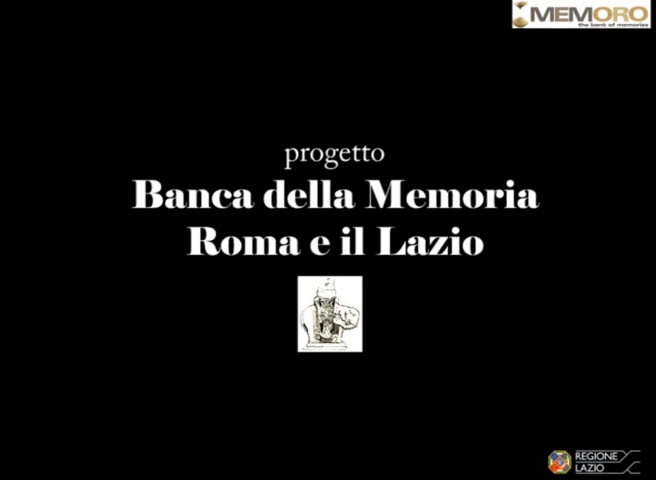 MEMORO
the bank of memories
progetto
Banca della Memoria
Roma e il Lazio
REGIONE
LAZIO